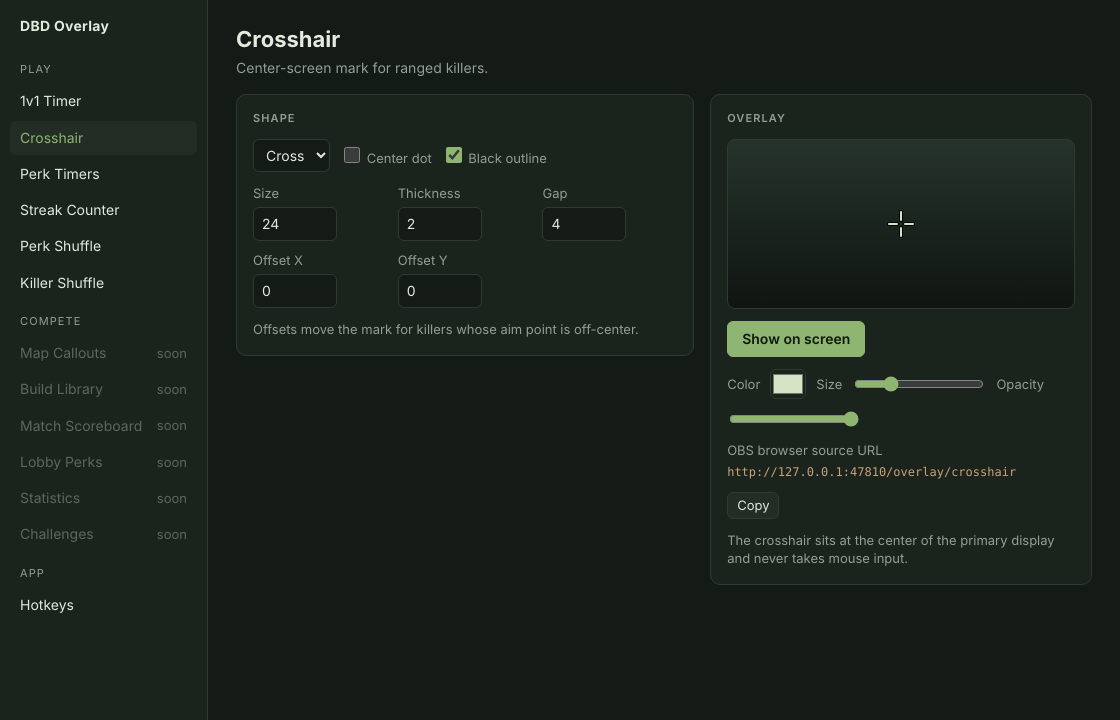 DBD Overlay
PLAY
1v1 Timer
Crosshair
Perk Timers
Streak Counter
Perk Shuffle
Killer Shuffle
COMPETE
Map Callouts soon
Build Library soon
Match Scoreboard soon
Lobby Perks soon
Statistics soon
Challenges soon
APP
Hotkeys
Crosshair
Center-screen mark for ranged killers.
SHAPE
Cross Center dot Black outline
Size Thickness Gap
24 2 4
Offset X Offset Y
0 0
Offsets move the mark for killers whose aim point is off-center.
OVERLAY
Show on screen
Color Size Opacity
OBS browser source URL
http://127.0.0.1:47810/overlay/crosshair
Copy
The crosshair sits at the center of the primary display
and never takes mouse input.